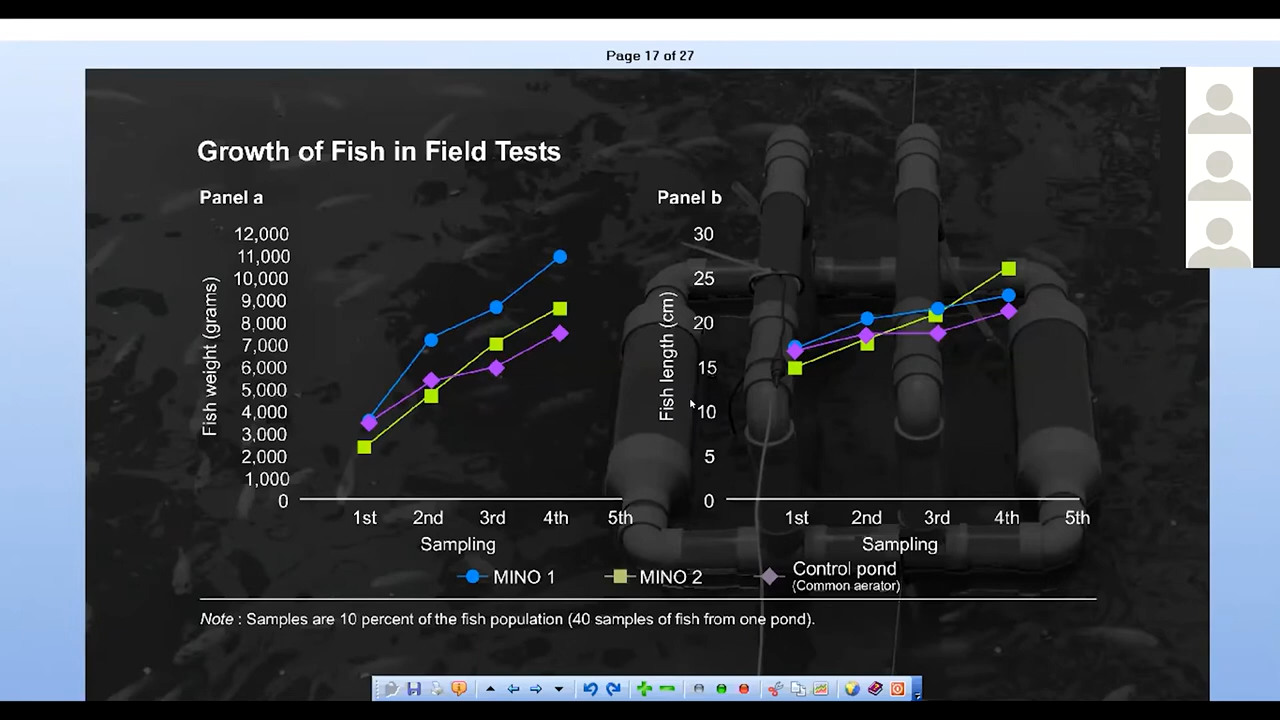 Page 17 of 27
Growth of Fish in Field Tests
Panel a
Fish weight (grams)
12,000
11,000
10,000
9,000
8,000
7,000
6,000
5,000
4,000
3,000
2,000
1,000
0
1st 2nd 3rd 4th 5th
Sampling
Panel b
Fish length (cm)
30
25
20
15
10
5
0
1st 2nd 3rd 4th 5th
Sampling
MINO 1 MINO 2 Control pond
(Common aerator)
Note : Samples are 10 percent of the fish population (40 samples of fish from one pond).